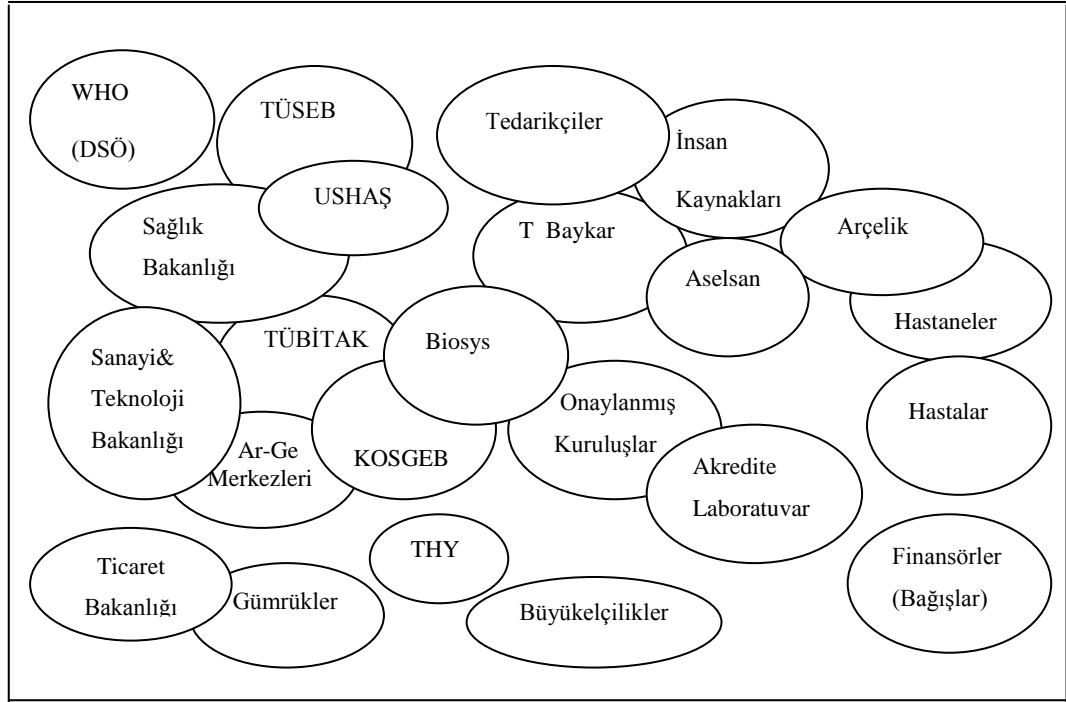 WHO
(DSÖ)
TÜSEB
Tedarikçiler
İnsan
Kaynakları
USHAŞ
Sağlık
Bakanlığı
T Baykar
Arçelik
Aselsan
Hastaneler
TÜBİTAK
Biosys
Sanayi&
Teknoloji
Bakanlığı
Onaylanmış
Kuruluşlar
Hastalar
Ar-Ge
Merkezleri
KOSGEB
Akredite
Laboratuvar
THY
Finansörler
(Bağışlar)
Ticaret
Bakanlığı
Gümrükler
Büyükelçilikler